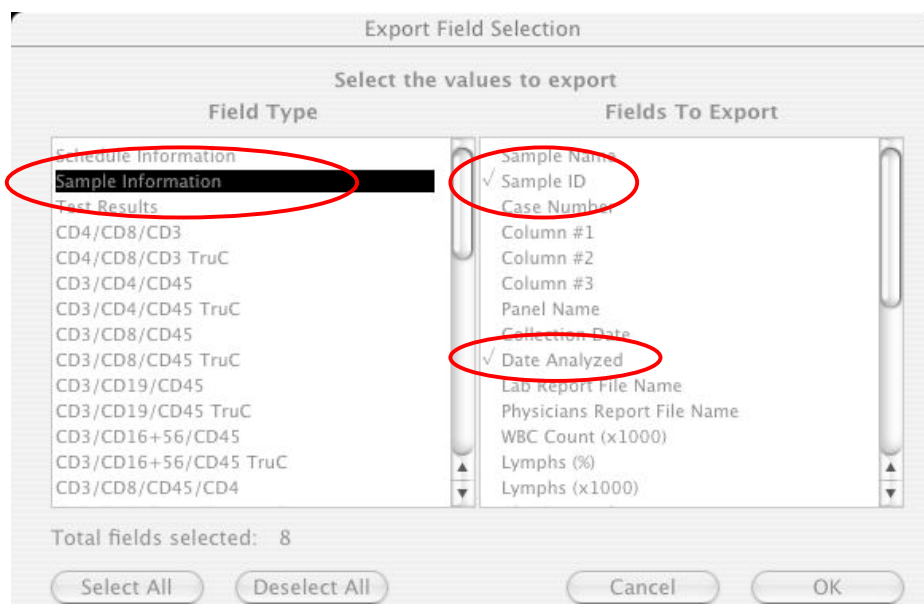 Export Field Selection
Select the values to export
Field Type
Fields To Export
Schedule Information
Sample Information
Test Results
CD4/CD8/CD3
CD4/CD8/CD3 TruC
CD3/CD4/CD45
CD3/CD4/CD45 TruC
CD3/CD8/CD45
CD3/CD8/CD45 TruC
CD3/CD19/CD45
CD3/CD19/CD45 TruC
CD3/CD16+56/CD45
CD3/CD16+56/CD45 TruC
CD3/CD8/CD45/CD4
Sample Name
√ Sample ID
Case Number
Column #1
Column #2
Column #3
Panel Name
Collection Date
√ Date Analyzed
Lab Report File Name
Physicians Report File Name
WBC Count (x1000)
Lymphs (%)
Lymphs (x1000)
Total fields selected: 8
Select All
Deselect All
Cancel
OK